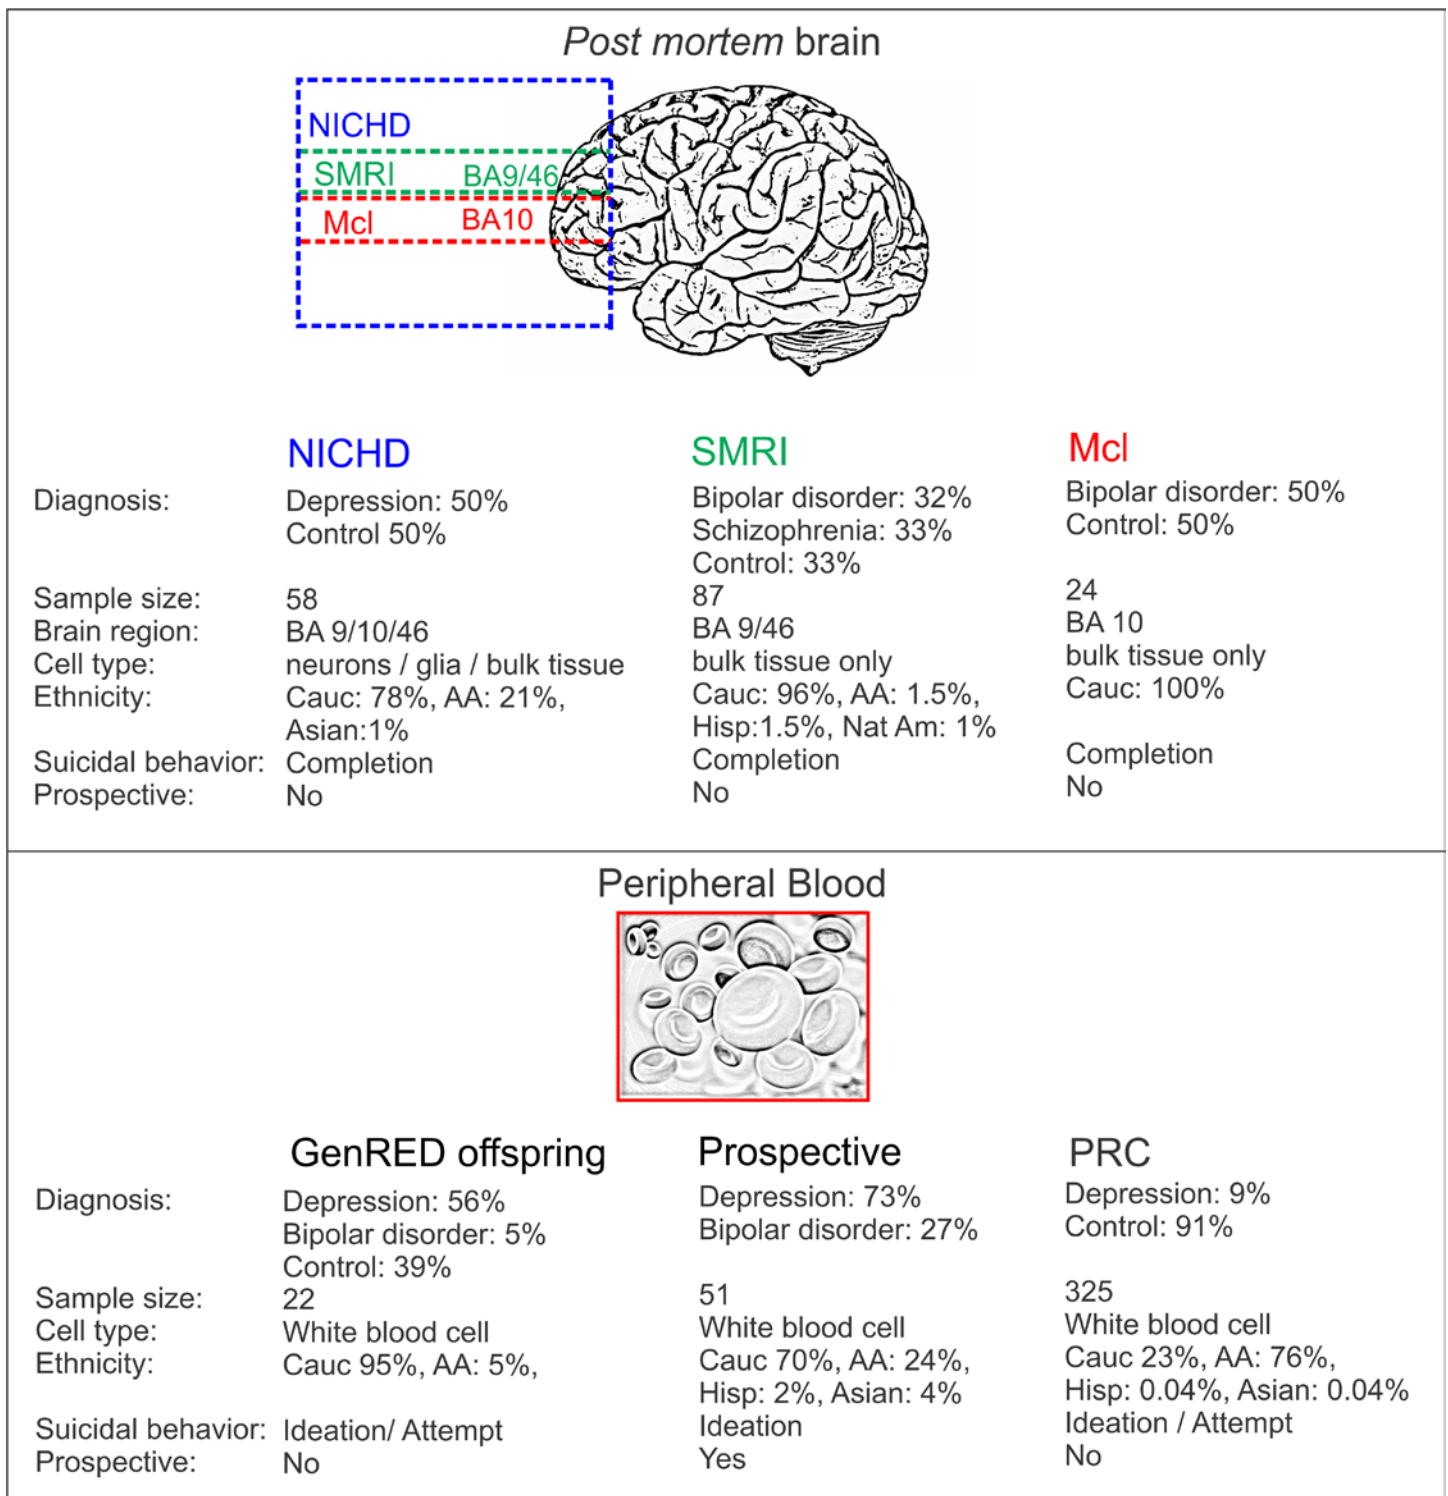 Post mortem brain
NICHD
SMRI BA9/46
Mcl BA10
NICHD SMRI Mcl
Diagnosis: Depression: 50% Bipolar disorder: 32% Bipolar disorder: 50%
Control 50% Schizophrenia: 33% Control: 50%
Control: 33%
Sample size: 58 87 24
Brain region: BA 9/10/46 BA 9/46 BA 10
Cell type: neurons / glia / bulk tissue bulk tissue only bulk tissue only
Ethnicity: Cauc: 78%, AA: 21%, Cauc: 96%, AA: 1.5%, Cauc: 100%
Asian:1% Hisp:1.5%, Nat Am: 1%
Suicidal behavior: Completion Completion Completion
Prospective: No No No
Peripheral Blood
GenRED offspring Prospective PRC
Diagnosis: Depression: 56% Depression: 73% Depression: 9%
Bipolar disorder: 5% Bipolar disorder: 27% Control: 91%
Control: 39%
Sample size: 22 51 325
Cell type: White blood cell White blood cell White blood cell
Ethnicity: Cauc 95%, AA: 5%, Cauc 70%, AA: 24%, Cauc 23%, AA: 76%,
Hisp: 2%, Asian: 4% Hisp: 0.04%, Asian: 0.04%
Suicidal behavior: Ideation/ Attempt Ideation Ideation / Attempt
Prospective: No Yes No